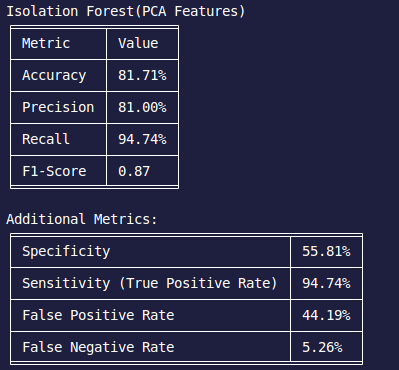 Isolation Forest(PCA Features)
Metric Value
Accuracy 81.71%
Precision 81.00%
Recall 94.74%
F1-Score 0.87
Additional Metrics:
Specificity 55.81%
Sensitivity (True Positive Rate) 94.74%
False Positive Rate 44.19%
False Negative Rate 5.26%